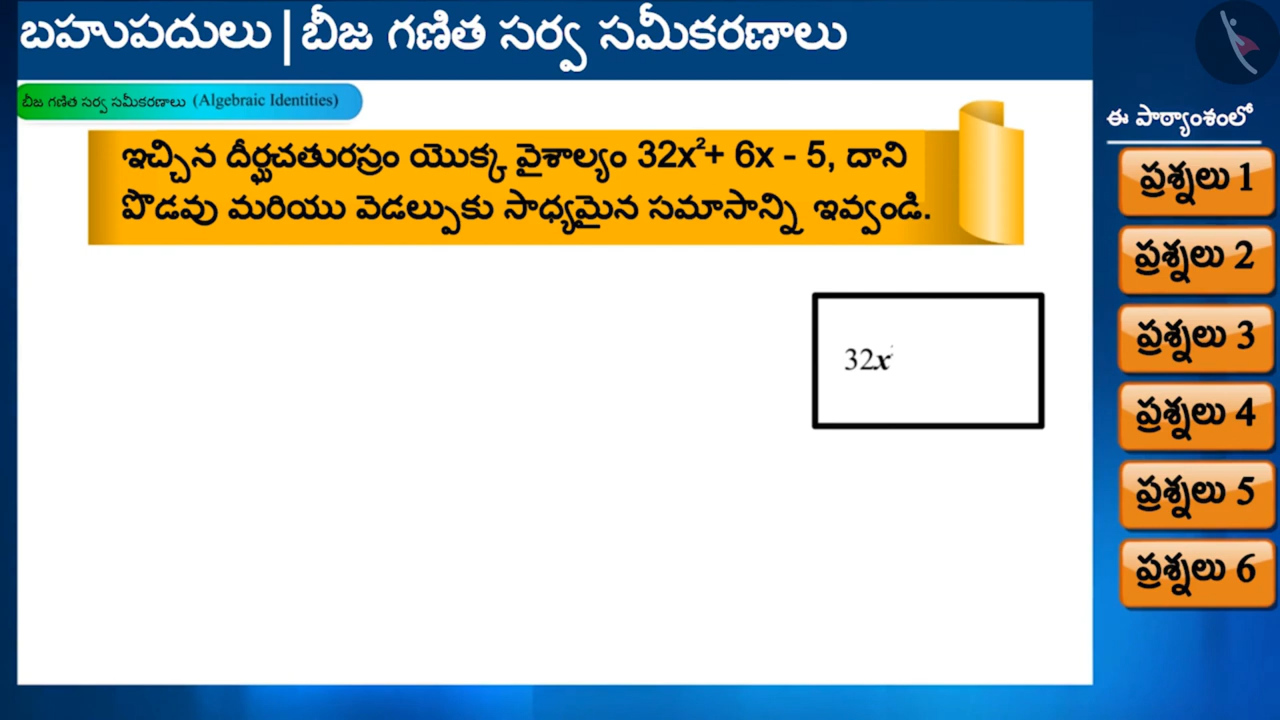 బహుపదులు | బీజ గణిత సర్వ సమీకరణాలు
బీజ గణిత సర్వ సమీకరణాలు (Algebraic Identities)
ఇచ్చిన దీర్ఘచతురస్రం యొక్క వైశాల్యం 32x²+ 6x - 5, దాని
పొడవు మరియు వెడల్పుకు సాధ్యమైన సమాసాన్ని ఇవ్వండి.
32x
ఈ పాఠ్యాంశంలో
ప్రశ్నలు 1
ప్రశ్నలు 2
ప్రశ్నలు 3
ప్రశ్నలు 4
ప్రశ్నలు 5
ప్రశ్నలు 6